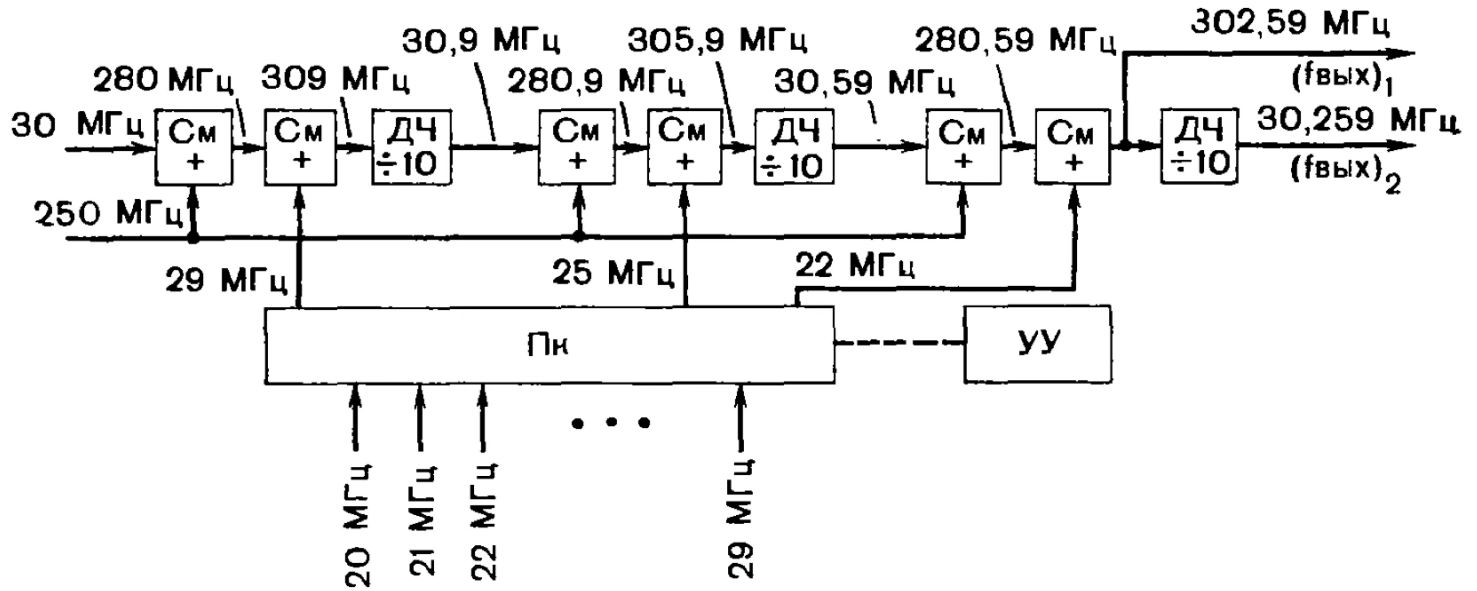 30,9 МГц
305,9 МГц
280,59 МГц
302,59 МГц
280 МГц
309 МГц
280,9 МГц
30,59 МГц
(fвых)₁
30 МГц
См
+
См
+
ДЧ
÷10
См
+
См
+
ДЧ
÷10
См
+
См
+
ДЧ
÷10
30,259 МГц
(fвых)₂
250 МГц
29 МГц
25 МГц
22 МГц
Пк
УУ
• • •
20 МГц
21 МГц
22 МГц
29 МГц